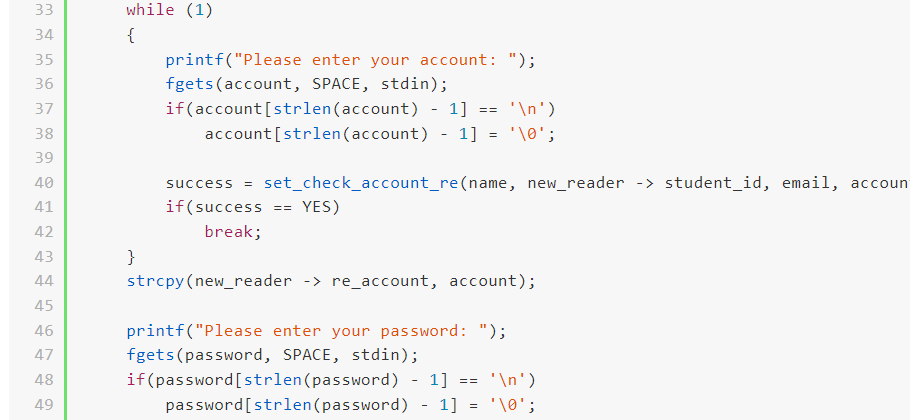 33 while (1)
34 {
35 printf("Please enter your account: ");
36 fgets(account, SPACE, stdin);
37 if(account[strlen(account) - 1] == '\n')
38 account[strlen(account) - 1] = '\0';
39
40 success = set_check_account_re(name, new_reader -> student_id, email, accoun
41 if(success == YES)
42 break;
43 }
44 strcpy(new_reader -> re_account, account);
45
46 printf("Please enter your password: ");
47 fgets(password, SPACE, stdin);
48 if(password[strlen(password) - 1] == '\n')
49 password[strlen(password) - 1] = '\0';